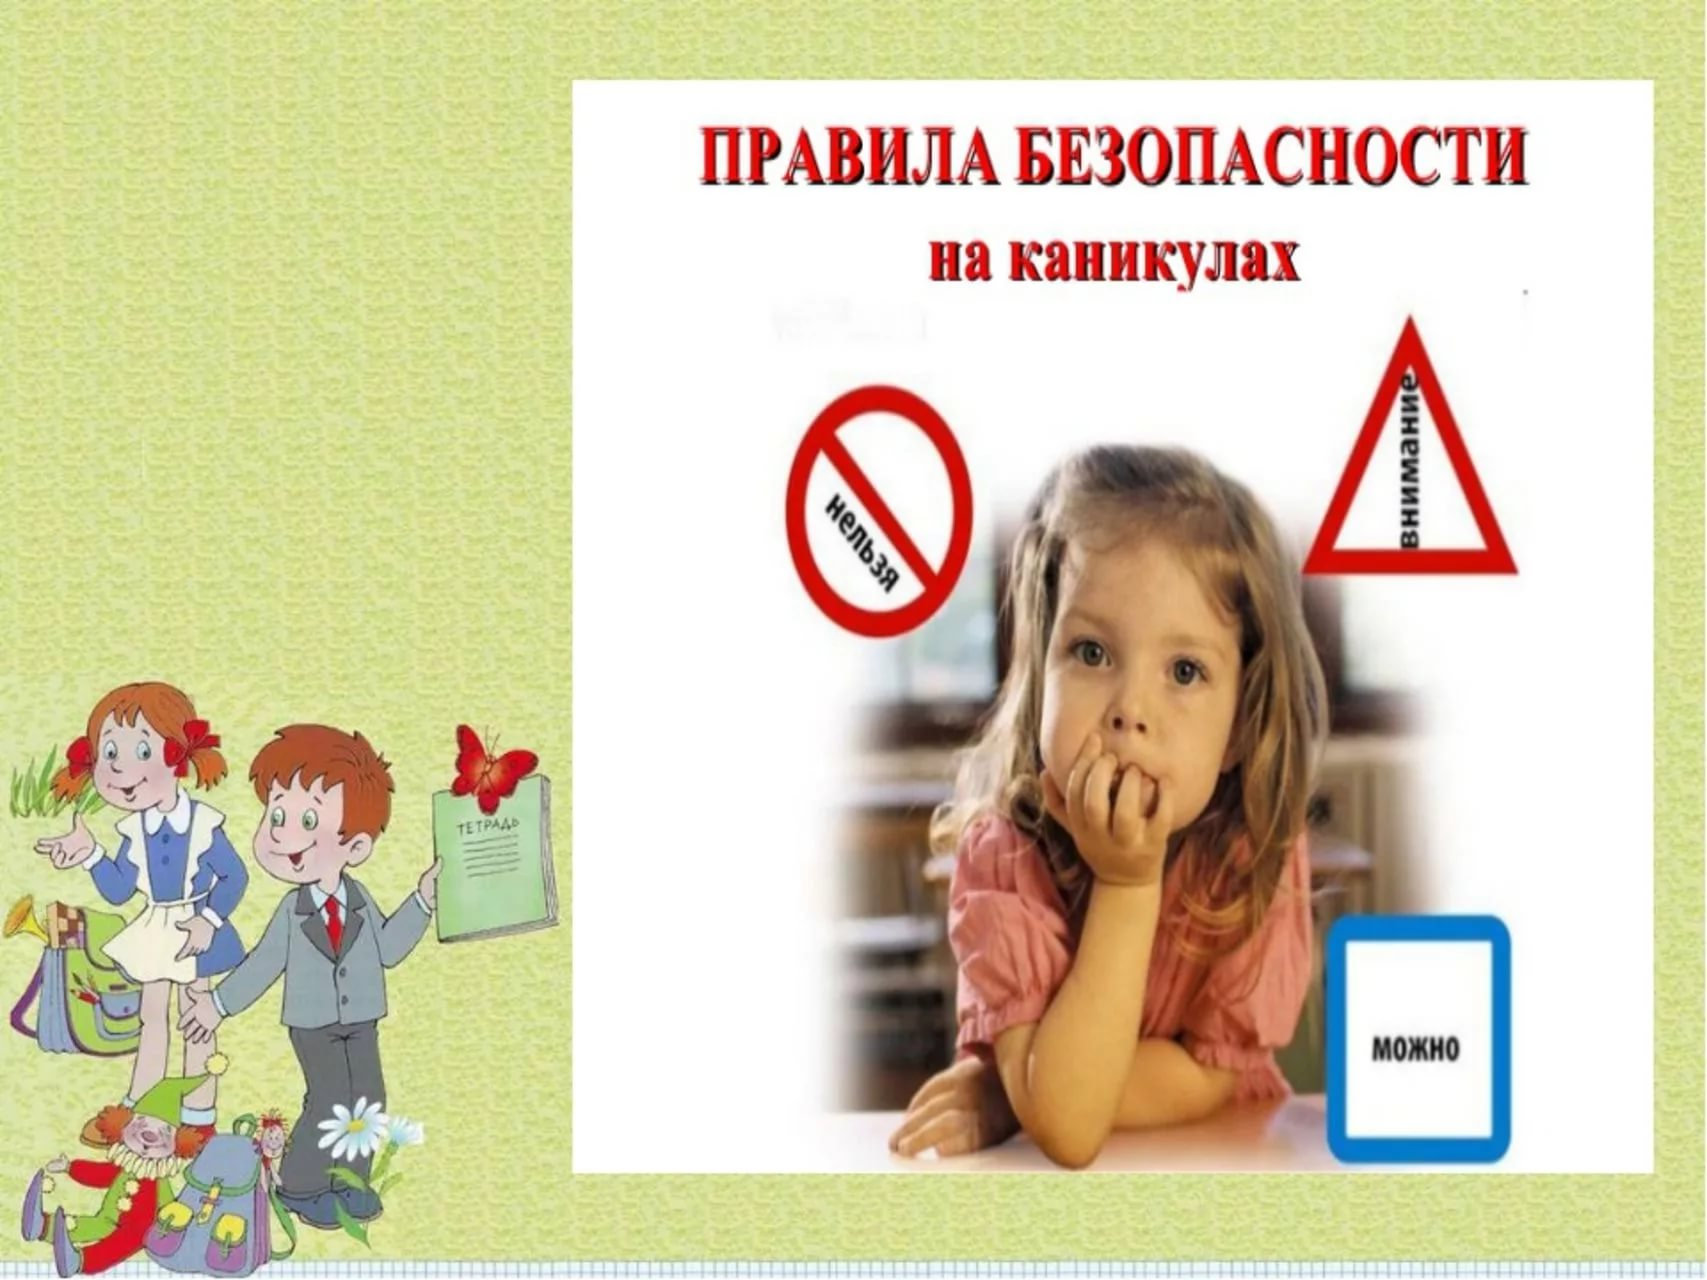 ПРАВИЛА БЕЗОПАСНОСТИ
на каникулах
нельзя
внимание
ТЕТРАДЬ
можно